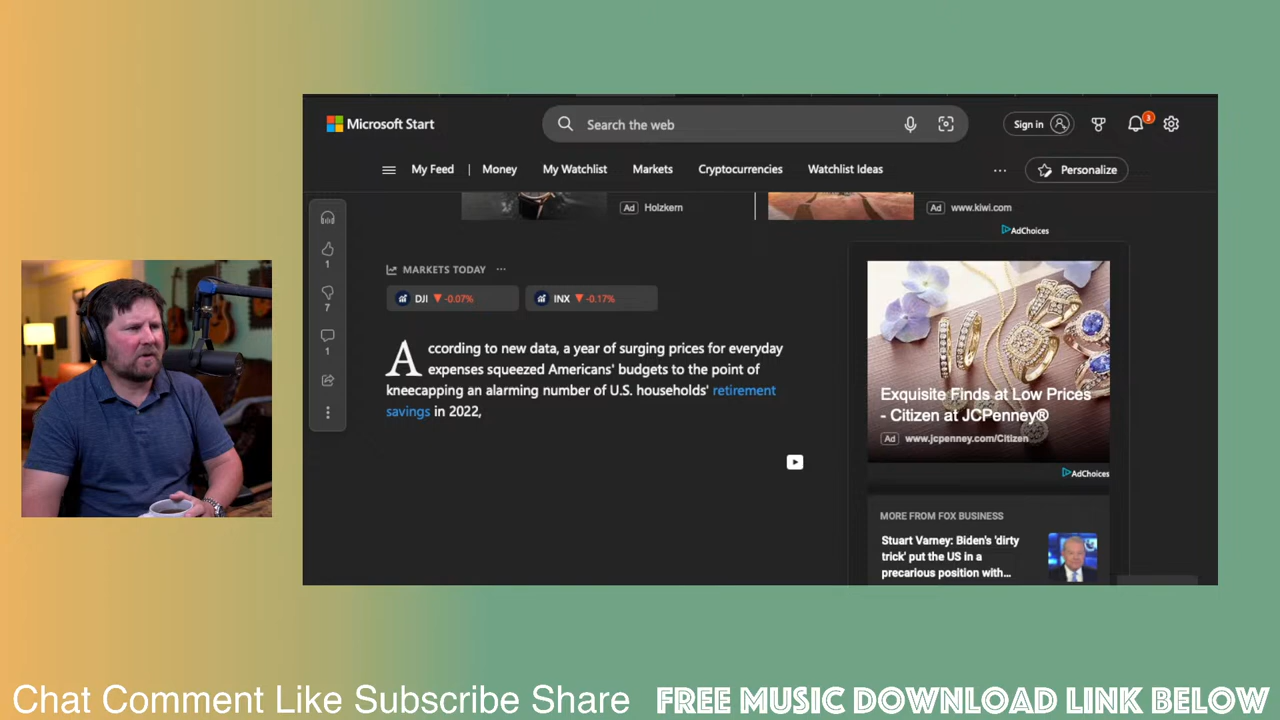 Microsoft Start
Search the web
Sign in
3
My Feed | Money My Watchlist Markets Cryptocurrencies Watchlist Ideas ... Personalize
Ad Holzkern
Ad www.kiwi.com
AdChoices
1
7
1
MARKETS TODAY ...
DJI ▼ -0.07%
INX ▼ -0.17%
According to new data, a year of surging prices for everyday
expenses squeezed Americans' budgets to the point of
kneecapping an alarming number of U.S. households' retirement
savings in 2022,
Exquisite Finds at Low Prices
- Citizen at JCPenney®
Ad www.jcpenney.com/Citizen
AdChoices
MORE FROM FOX BUSINESS
Stuart Varney: Biden's 'dirty
trick' put the US in a
precarious position with...
Chat Comment Like Subscribe Share
FREE MUSIC DOWNLOAD LINK BELOW